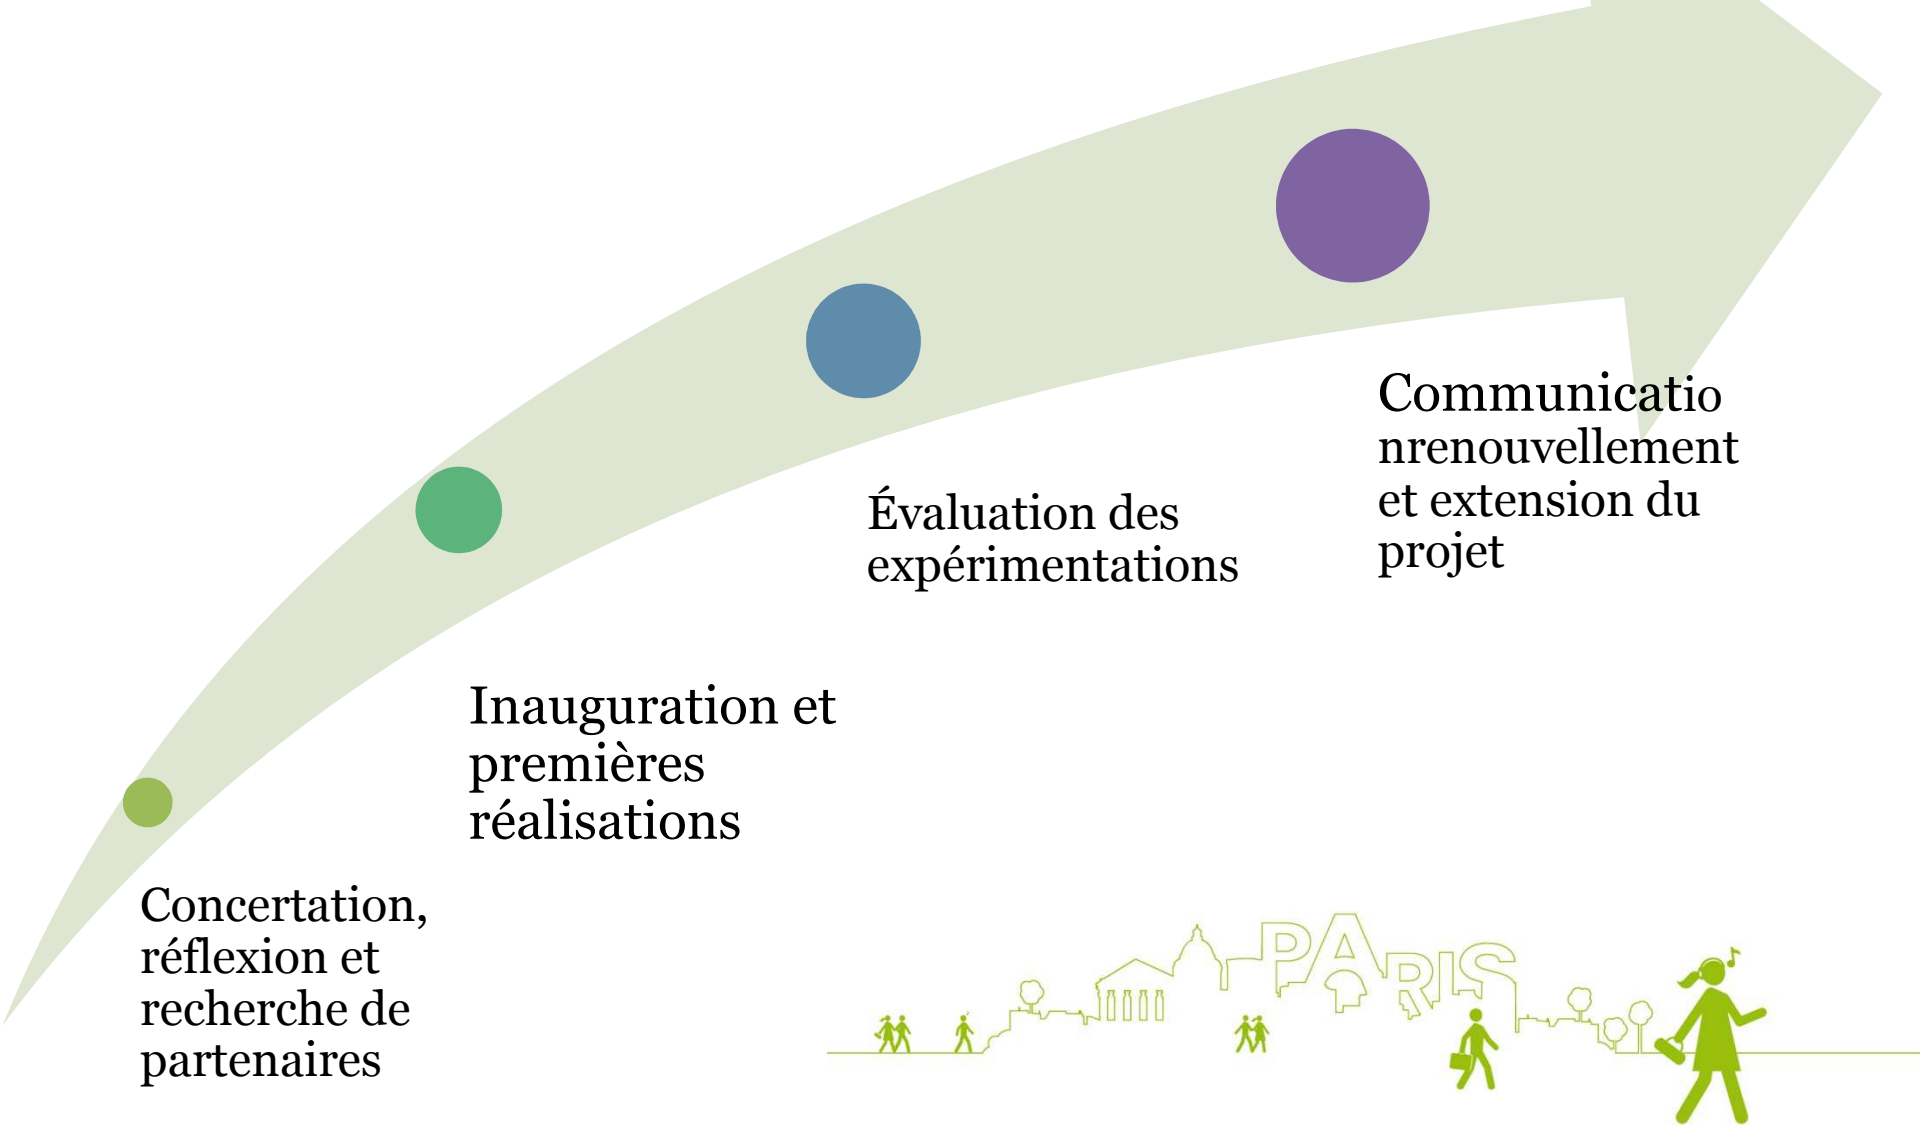 Concertation,
réflexion et
recherche de
partenaires
Inauguration et
premières
réalisations
Évaluation des
expérimentations
Communicatio
nrenouvellement
et extension du
projet
PARIS